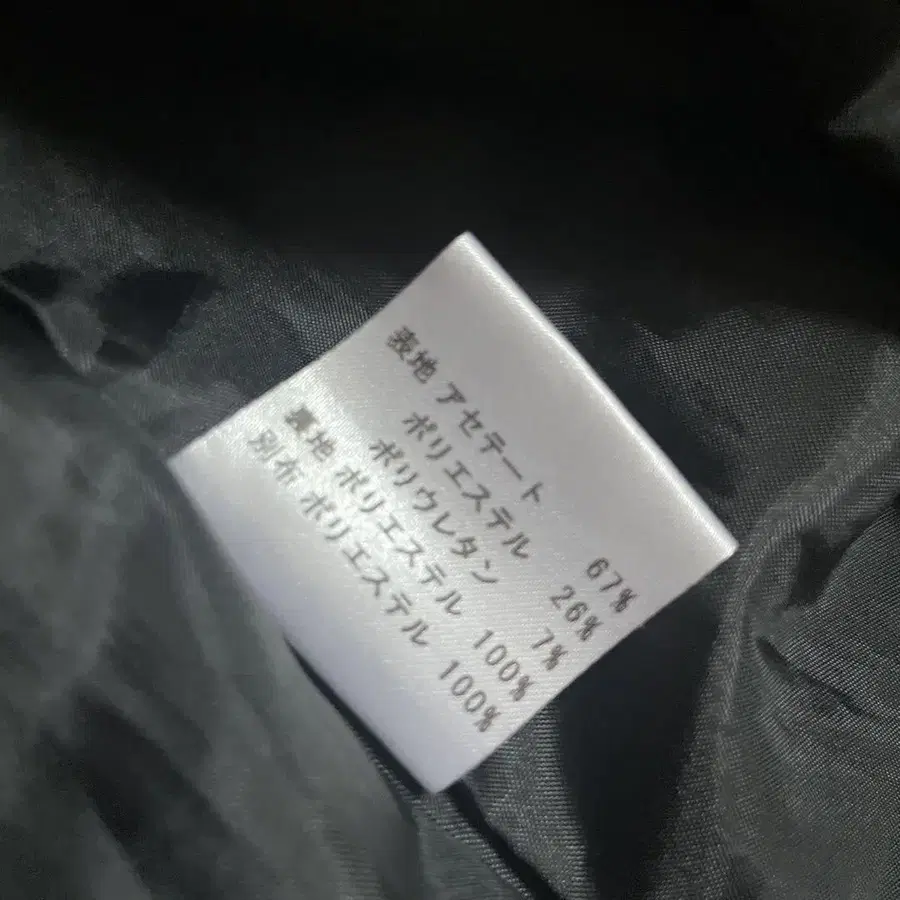 表地 アセテート 67%
ポリエステル 26%
ポリウレタン 7%
裏地 ポリエステル 100%
別布 ポリエステル 100%